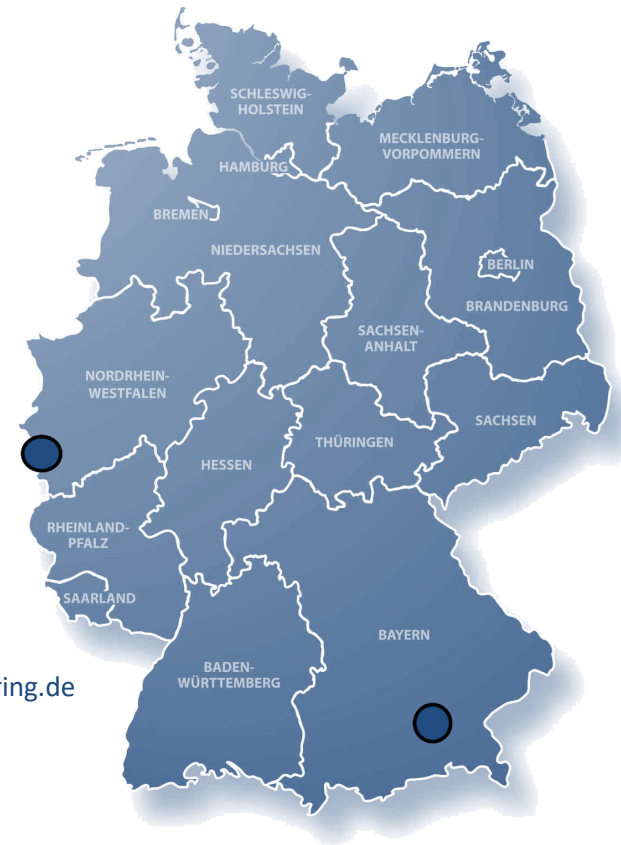 SCHLESWIG-
HOLSTEIN
MECKLENBURG-
VORPOMMERN
HAMBURG
BREMEN
NIEDERSACHSEN
BERLIN
BRANDENBURG
SACHSEN-
ANHALT
NORDRHEIN-
WESTFALEN
SACHSEN
THÜRINGEN
HESSEN
RHEINLAND-
PFALZ
SAARLAND
BAYERN
BADEN-
WÜRTTEMBERG
ring.de